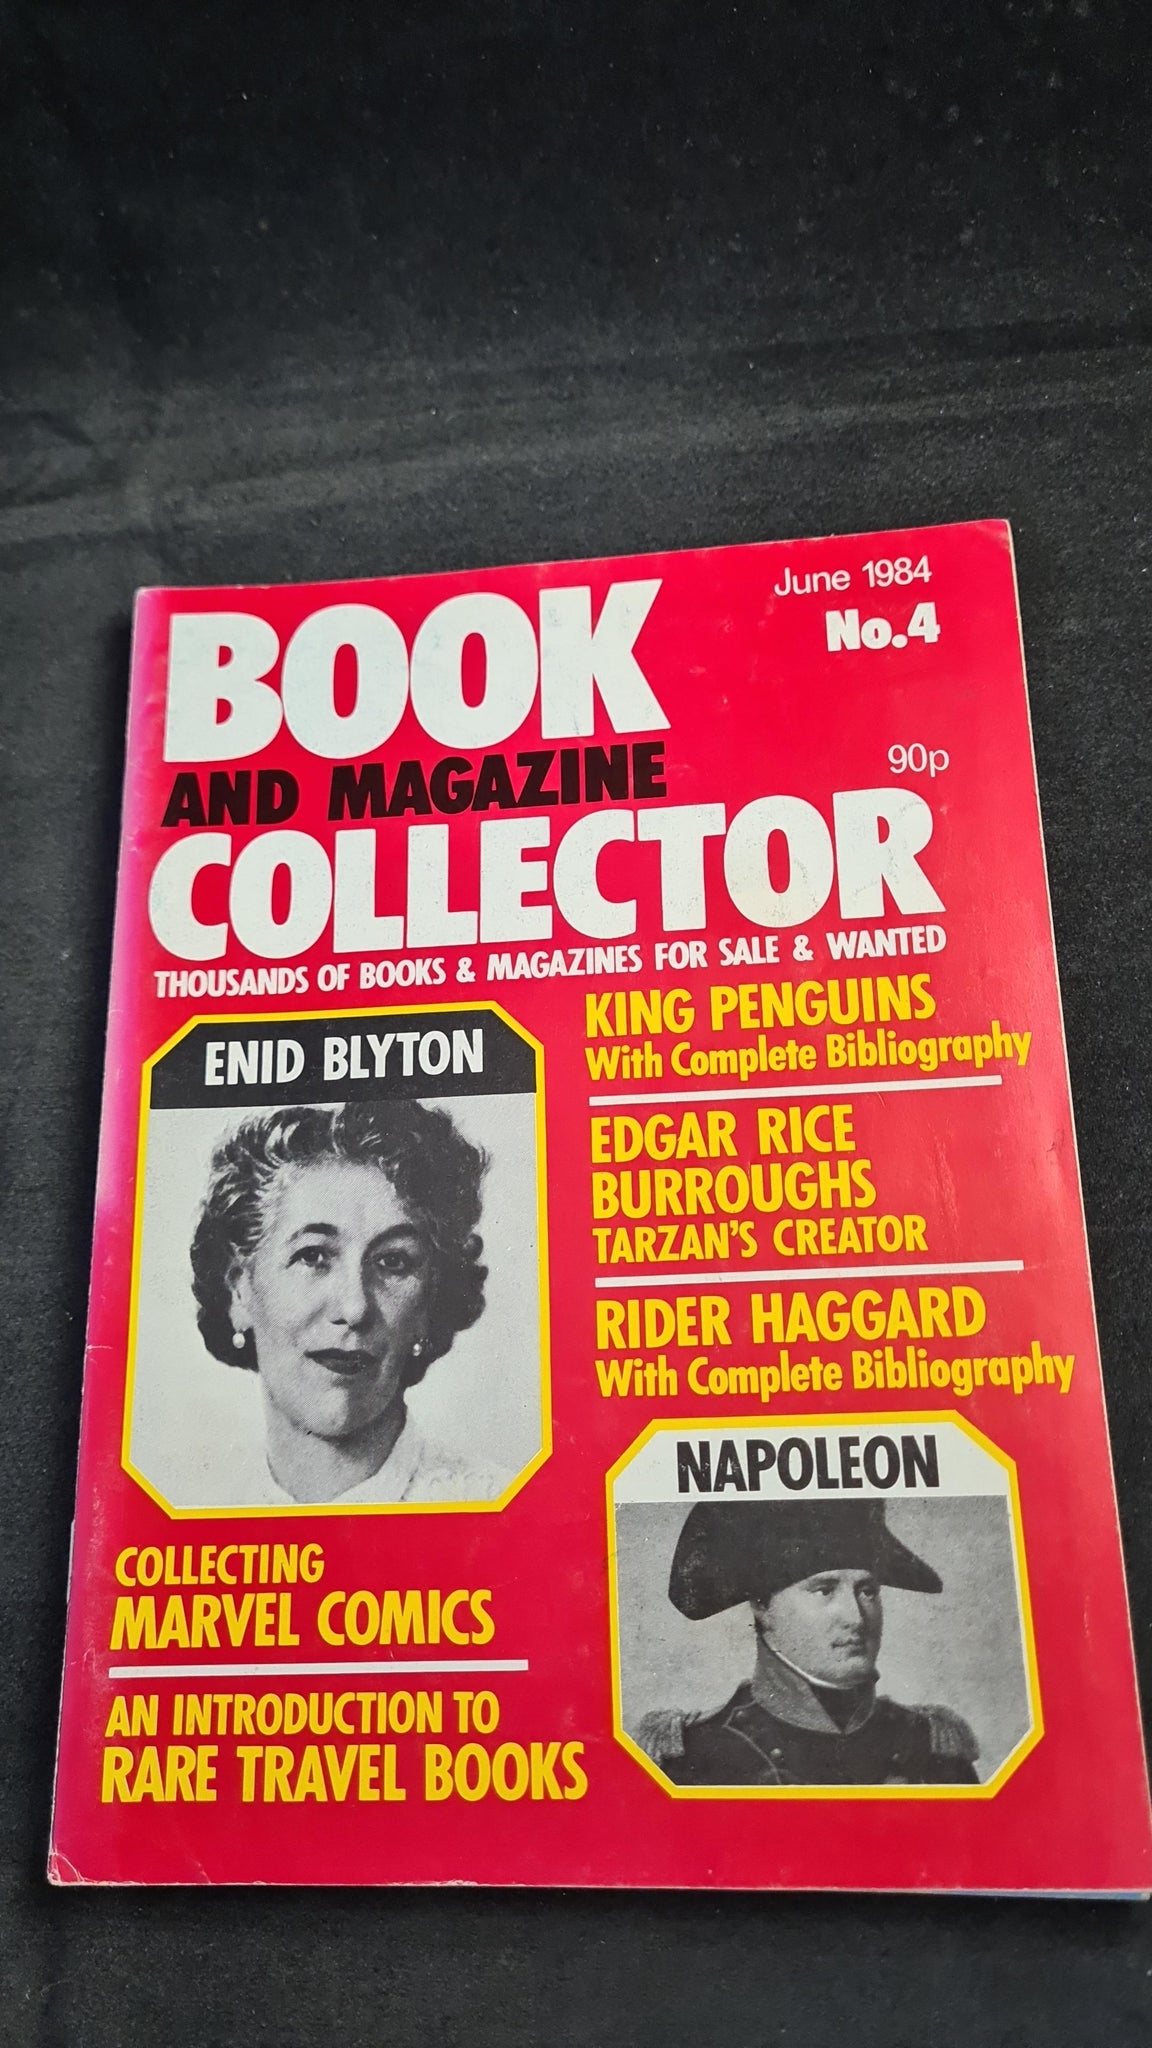 June 1984
No.4
BOOK
AND MAGAZINE
90p
COLLECTOR
THOUSANDS OF BOOKS & MAGAZINES FOR SALE & WANTED
ENID BLYTON
KING PENGUINS
With Complete Bibliography
EDGAR RICE
BURROUGHS
TARZAN'S CREATOR
RIDER HAGGARD
With Complete Bibliography
NAPOLEON
COLLECTING
MARVEL COMICS
AN INTRODUCTION TO
RARE TRAVEL BOOKS